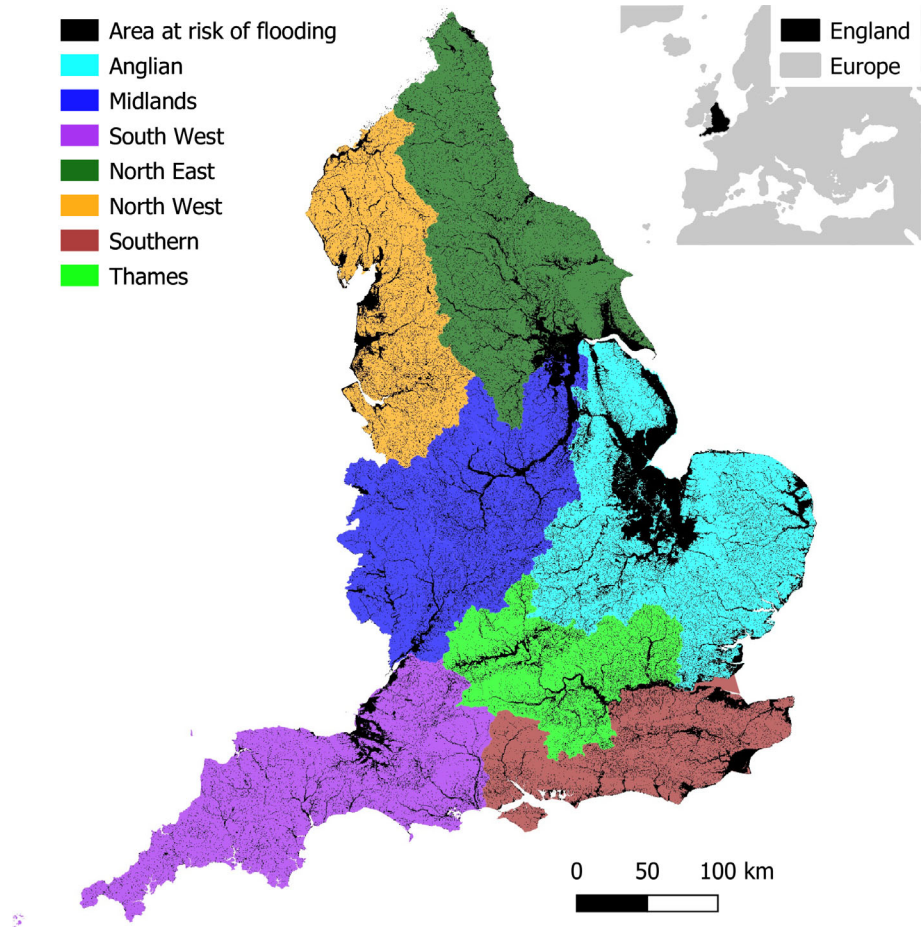 Area at risk of flooding
Anglian
Midlands
South West
North East
North West
Southern
Thames
England
Europe
0 50 100 km